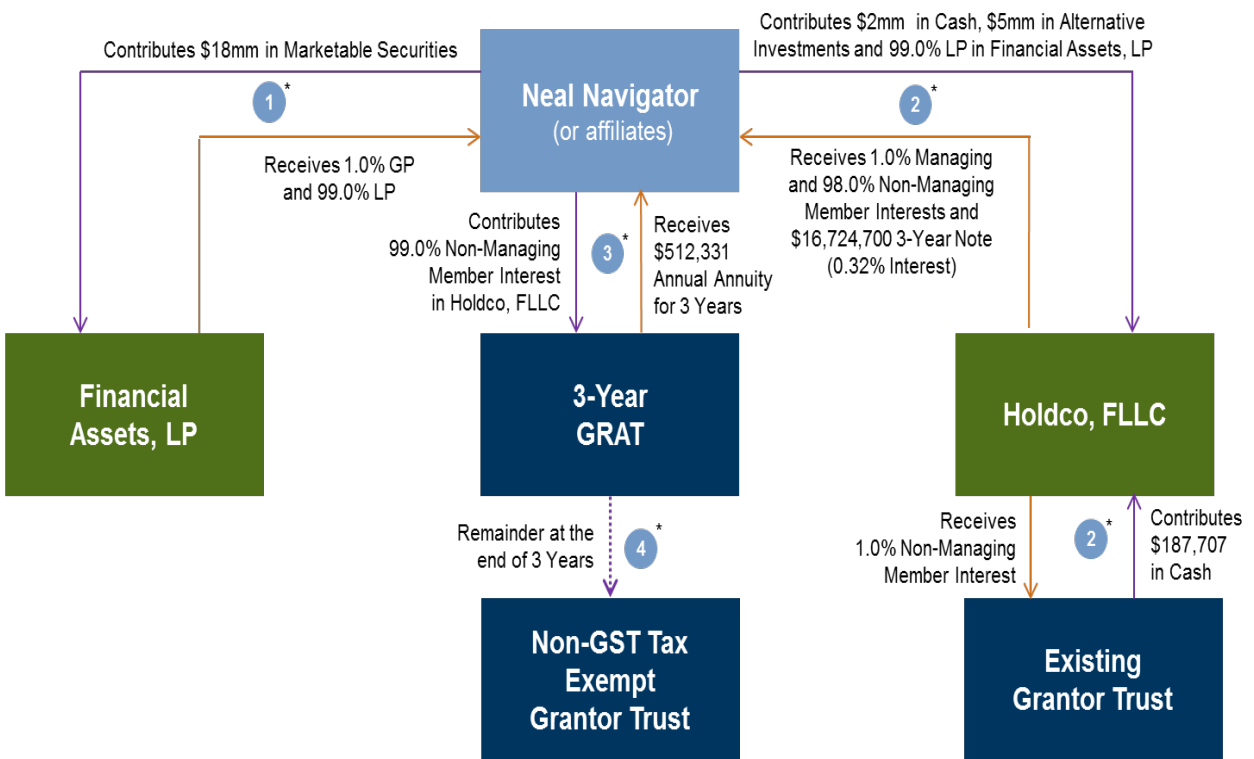 Contributes $18mm in Marketable Securities
1
*
Receives 1.0% GP
and 99.0% LP
Neal Navigator
(or affiliates)
Contributes $2mm in Cash, $5mm in Alternative
Investments and 99.0% LP in Financial Assets, LP
2
*
Receives 1.0% Managing
and 98.0% Non-Managing
Member Interests and
$16,724,700 3-Year Note
(0.32% Interest)
Contributes
99.0% Non-Managing
Member Interest
in Holdco, FLLC
3
*
Receives
$512,331
Annual Annuity
for 3 Years
Financial
Assets, LP
3-Year
GRAT
Holdco, FLLC
Remainder at the
end of 3 Years
4
*
Receives
1.0% Non-Managing
Member Interest
2
*
Contributes
$187,707
in Cash
Non-GST Tax
Exempt
Grantor Trust
Existing
Grantor Trust